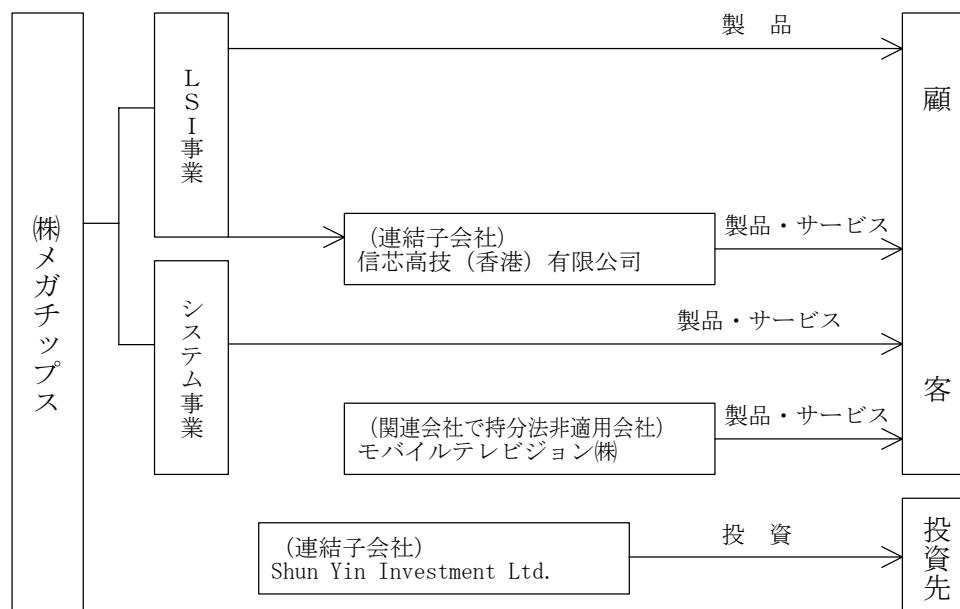 ㈱メガチップス
LSI事業
システム事業
製　品
（連結子会社）
信芯高技（香港）有限公司
製品・サービス
製品・サービス
（関連会社で持分法非適用会社）
モバイルテレビジョン㈱
製品・サービス
顧　客
（連結子会社）
Shun Yin Investment Ltd.
投　資
投資先